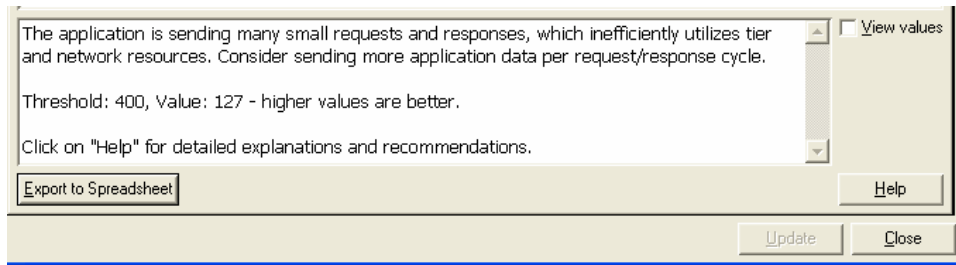 The application is sending many small requests and responses, which inefficiently utilizes tier
and network resources. Consider sending more application data per request/response cycle.
Threshold: 400, Value: 127 - higher values are better.
Click on "Help" for detailed explanations and recommendations.
View values
Export to Spreadsheet
Help
Update
Close